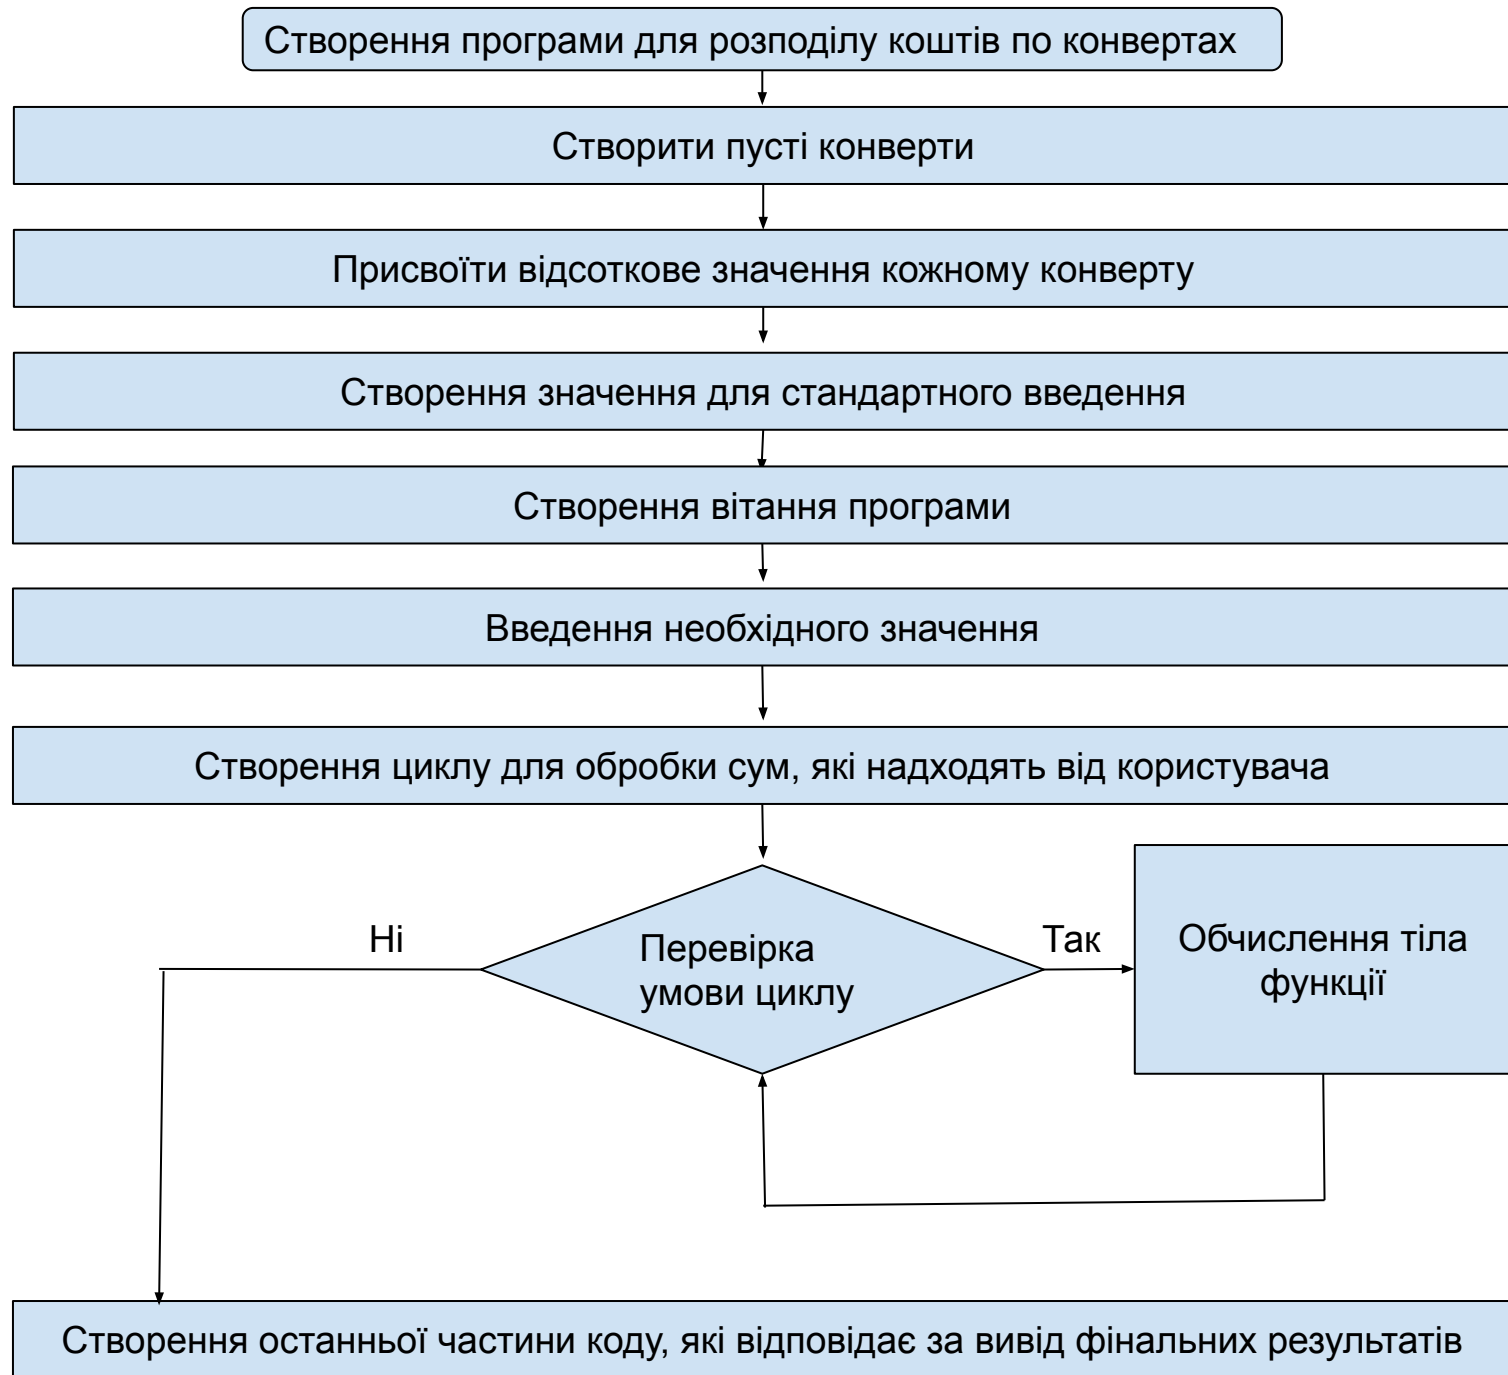 Створення програми для розподілу коштів по конвертах
Створити пусті конверти
Присвоїти відсоткове значення кожному конверту
Створення значення для стандартного введення
Створення вітання програми
Введення необхідного значення
Створення циклу для обробки сум, які надходять від користувача
Ні
Перевірка
умови циклу
Так
Обчислення тіла
функції
Створення останньої частини коду, які відповідає за вивід фінальних результатів